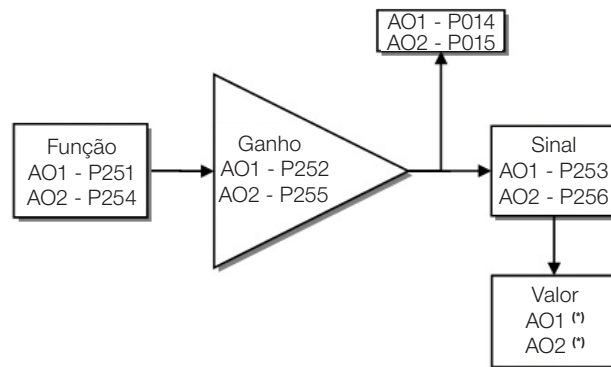 AO1 - P014
AO2 - P015
Função
AO1 - P251
AO2 - P254
Ganho
AO1 - P252
AO2 - P255
Sinal
AO1 - P253
AO2 - P256
Valor
AO1 (*)
AO2 (*)